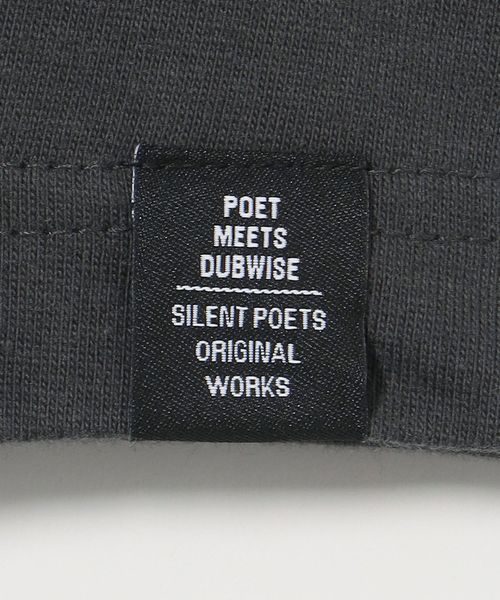 POET
MEETS
DUBWISE
SILENT POETS
ORIGINAL
WORKS